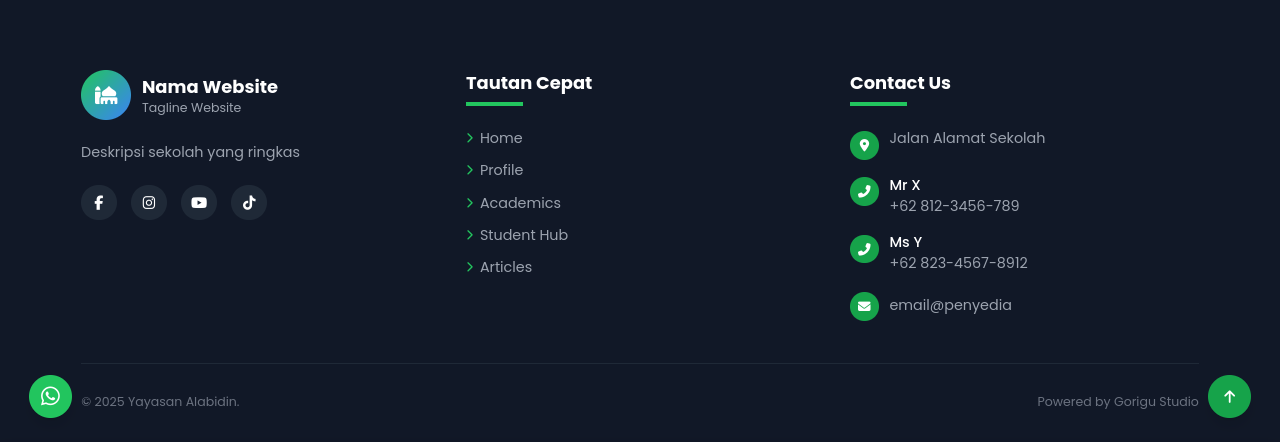 Nama Website
Tagline Website
Deskripsi sekolah yang ringkas
Tautan Cepat
Home
Profile
Academics
Student Hub
Articles
Contact Us
Jalan Alamat Sekolah
Mr X
+62 812-3456-789
Ms Y
+62 823-4567-8912
email@penyedia
© 2025 Yayasan Alabidin.
Powered by Gorigu Studio